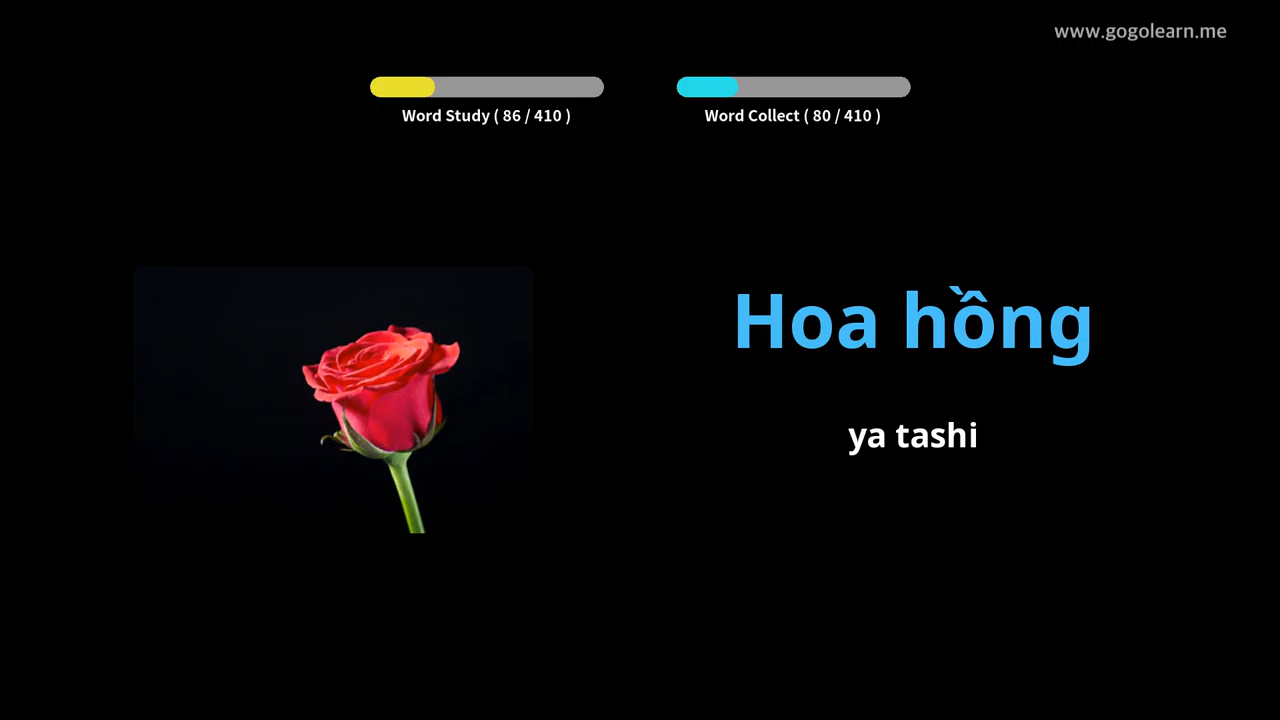 www.gogolearn.me
Word Study ( 86 / 410 )
Word Collect ( 80 / 410 )
Hoa hồng
ya tashi